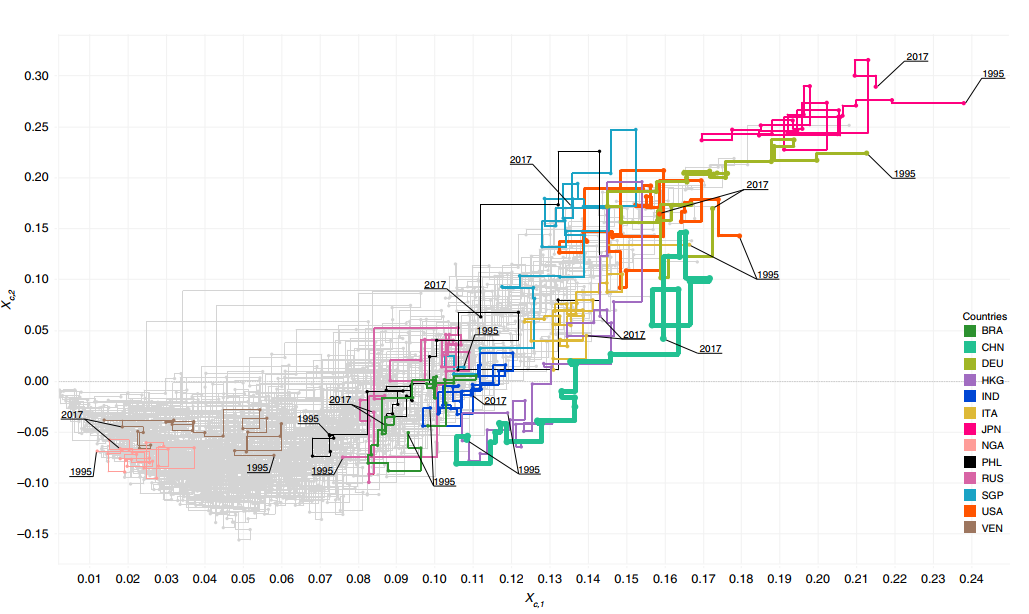 2017
0.30
1995
0.25
2017
0.20
1995
2017
0.15
0.10
1995
2017
X c,2
0.05
1995
2017
2017
Countries
BRA
CHN
DEU
HKG
IND
ITA
JPN
NGA
PHL
RUS
SGP
USA
VEN
0.00
2017
2017
2017
1995
−0.05
1995
1995
1995
1995
1995
−0.10
−0.15
0.01 0.02 0.03 0.04 0.05 0.06 0.07 0.08 0.09 0.10 0.11 0.12 0.13 0.14 0.15 0.16 0.17 0.18 0.19 0.20 0.21 0.22 0.23 0.24
X c,1